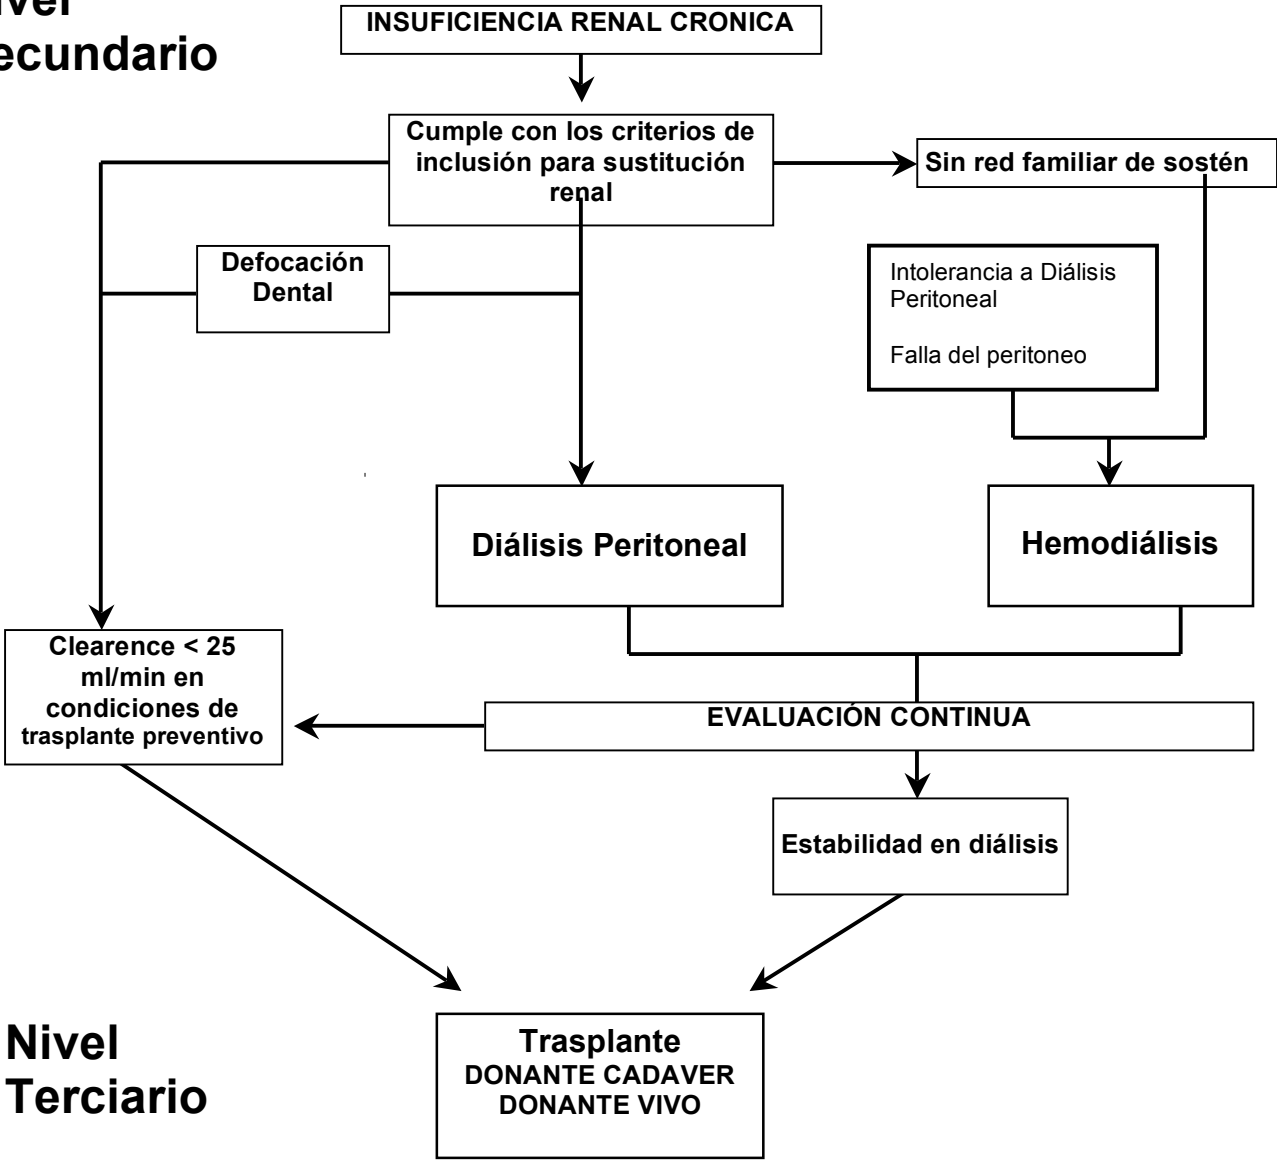 ecundario
INSUFICIENCIA RENAL CRONICA
Cumple con los criterios de
inclusión para sustitución
renal
Sin red familiar de sostén
Defocación
Dental
Intolerancia a Diálisis
Peritoneal
Falla del peritoneo
Diálisis Peritoneal
Hemodiálisis
Clearence < 25
ml/min en
condiciones de
trasplante preventivo
EVALUACIÓN CONTINUA
Estabilidad en diálisis
Trasplante
DONANTE CADAVER
DONANTE VIVO
Nivel
Terciario